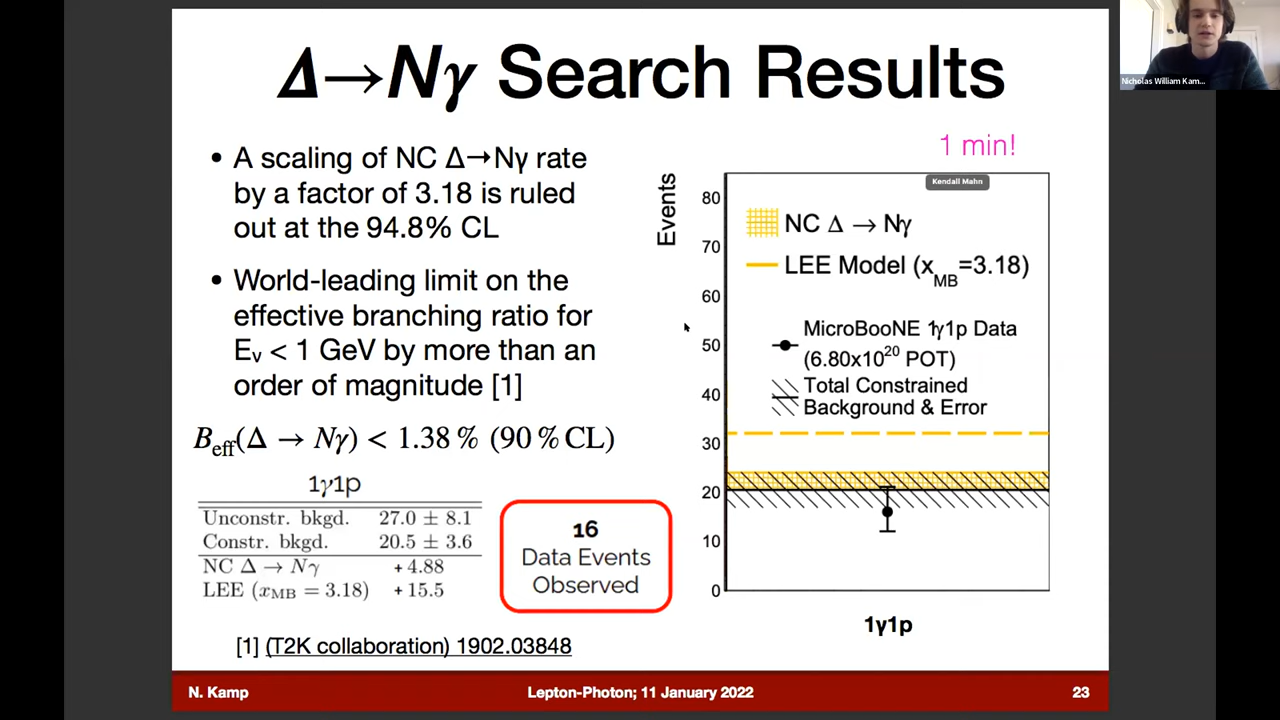 Δ→Nγ Search Results
• A scaling of NC Δ→Nγ rate
by a factor of 3.18 is ruled
out at the 94.8% CL
• World-leading limit on the
effective branching ratio for
Eᵥ < 1 GeV by more than an
order of magnitude [1]
B_eff(Δ → Nγ) < 1.38 % (90 % CL)
1γ1p
Unconstr. bkgd. 27.0 ± 8.1
Constr. bkgd. 20.5 ± 3.6
NC Δ → Nγ + 4.88
LEE (x_MB = 3.18) + 15.5
16
Data Events
Observed
[1] (T2K collaboration) 1902.03848
1 min!
Kendall Mahn
Events
80
70
60
50
40
30
20
10
0
NC Δ → Nγ
LEE Model (x_MB=3.18)
MicroBooNE 1γ1p Data
(6.80x10²⁰ POT)
Total Constrained
Background & Error
1γ1p
N. Kamp
Lepton-Photon; 11 January 2022
23
Nicholas William Kam...